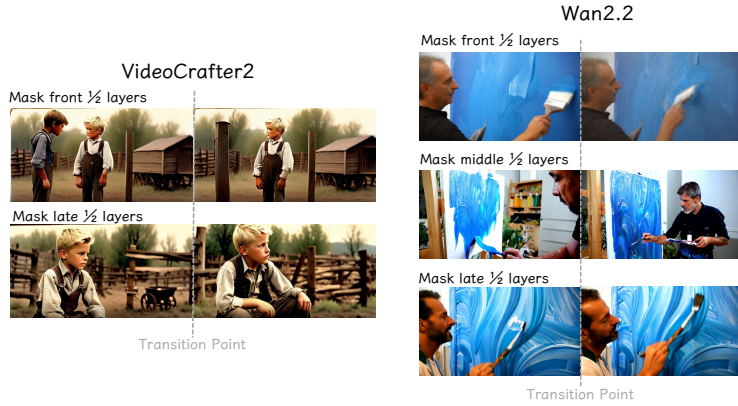 VideoCrafter2
Mask front ½ layers
Mask late ½ layers
Transition Point
Wan2.2
Mask front ½ layers
Mask middle ½ layers
Mask late ½ layers
Transition Point